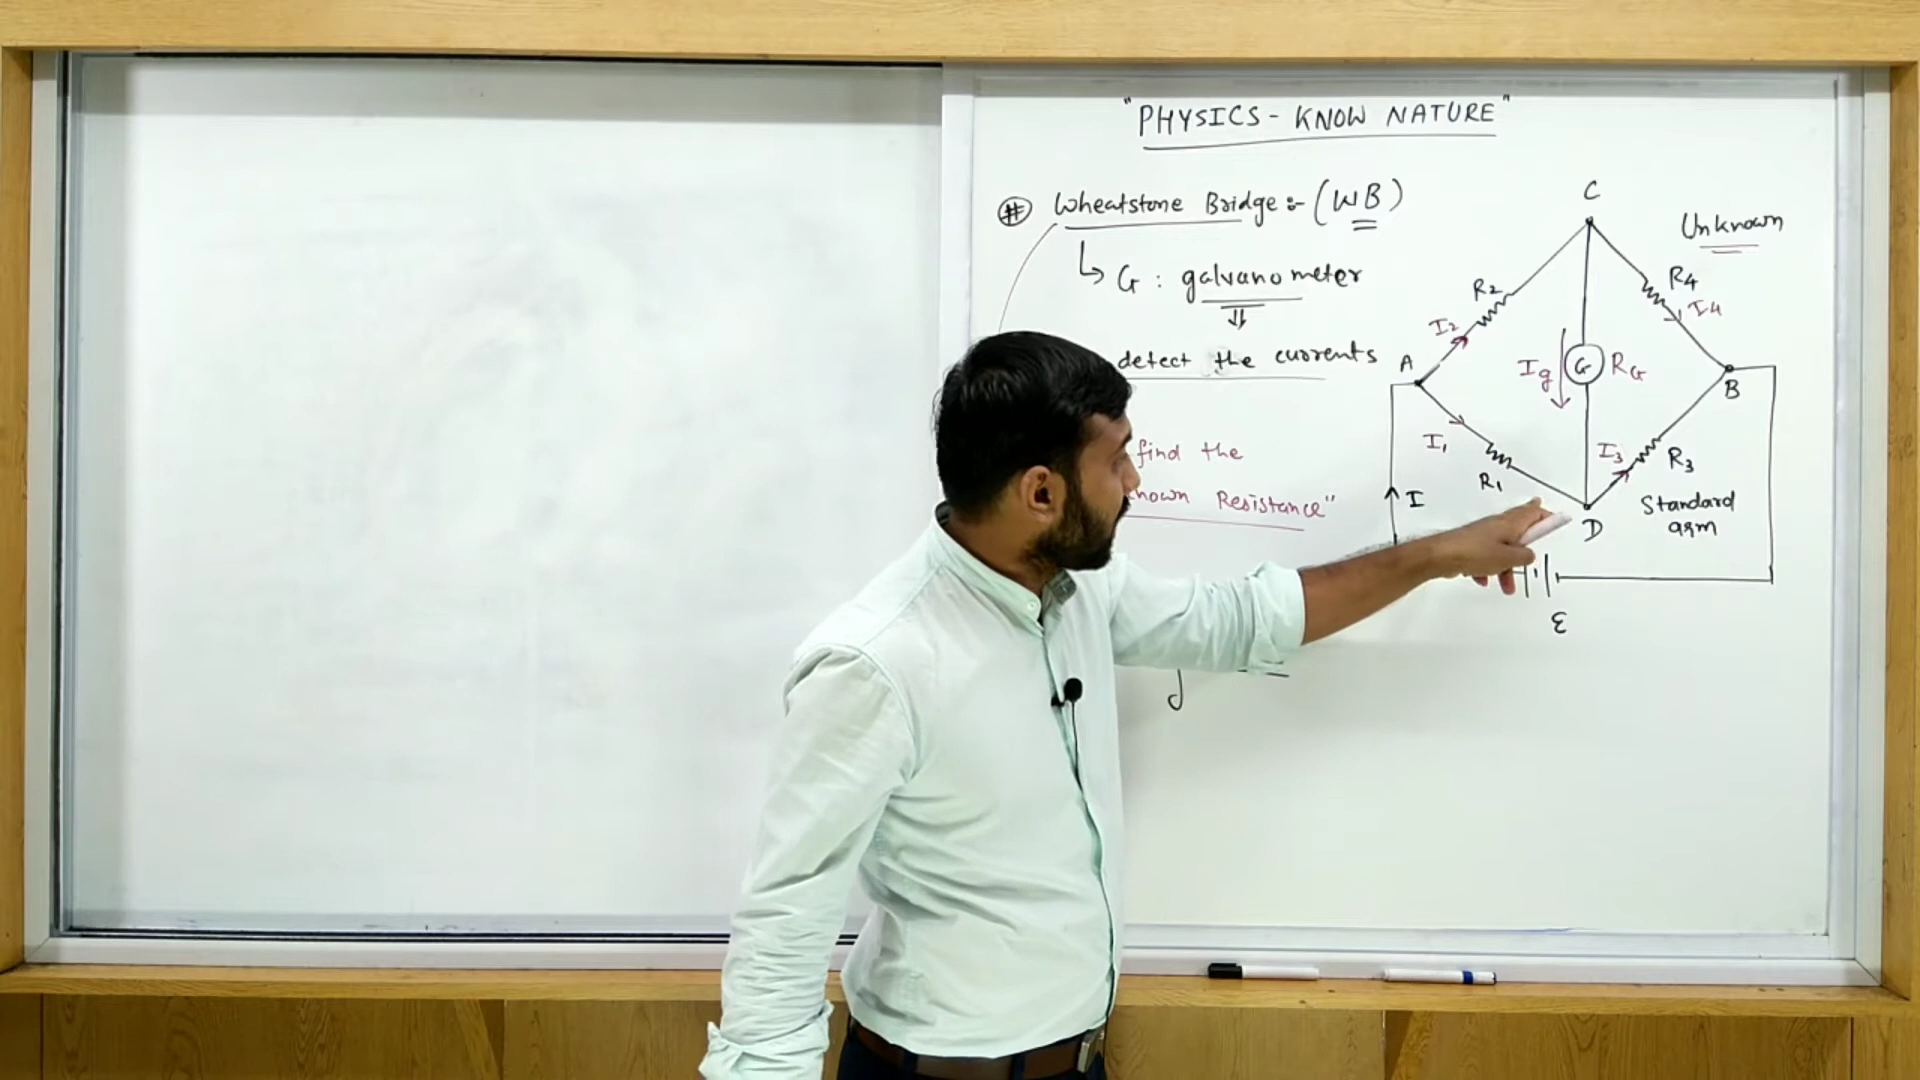 "PHYSICS - KNOW NATURE"
# Wheatstone Bridge :- (WB)
↳ G : galvanometer
⇓
detect the currents
find the
Resistance"
C
Unknown
R2
R4
I2
I4
A
Ig
G
RG
B
I1
I3
R1
R3
I
D
Standard
arm
ε